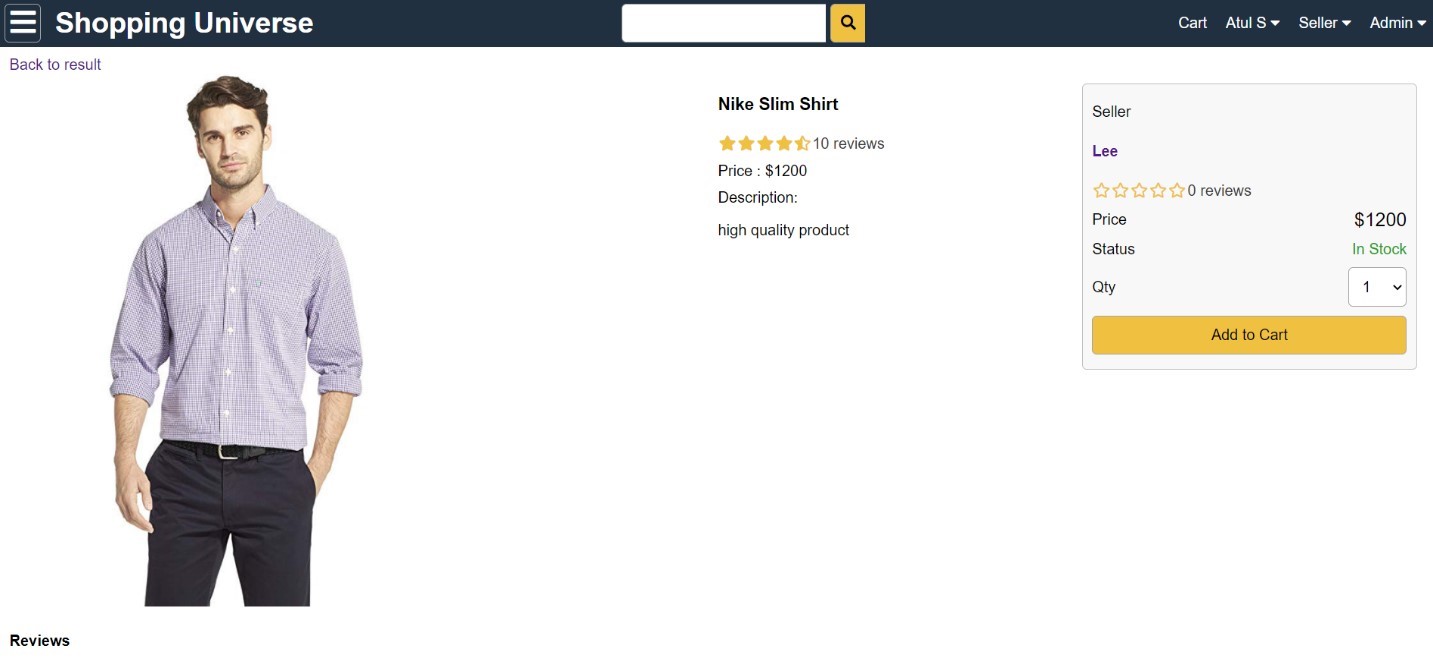 Shopping Universe
Cart Atul S Seller Admin
Back to result
Nike Slim Shirt
10 reviews
Price : $1200
Description:
high quality product
Seller
Lee
0 reviews
Price $1200
Status In Stock
Qty 1
Add to Cart
Reviews